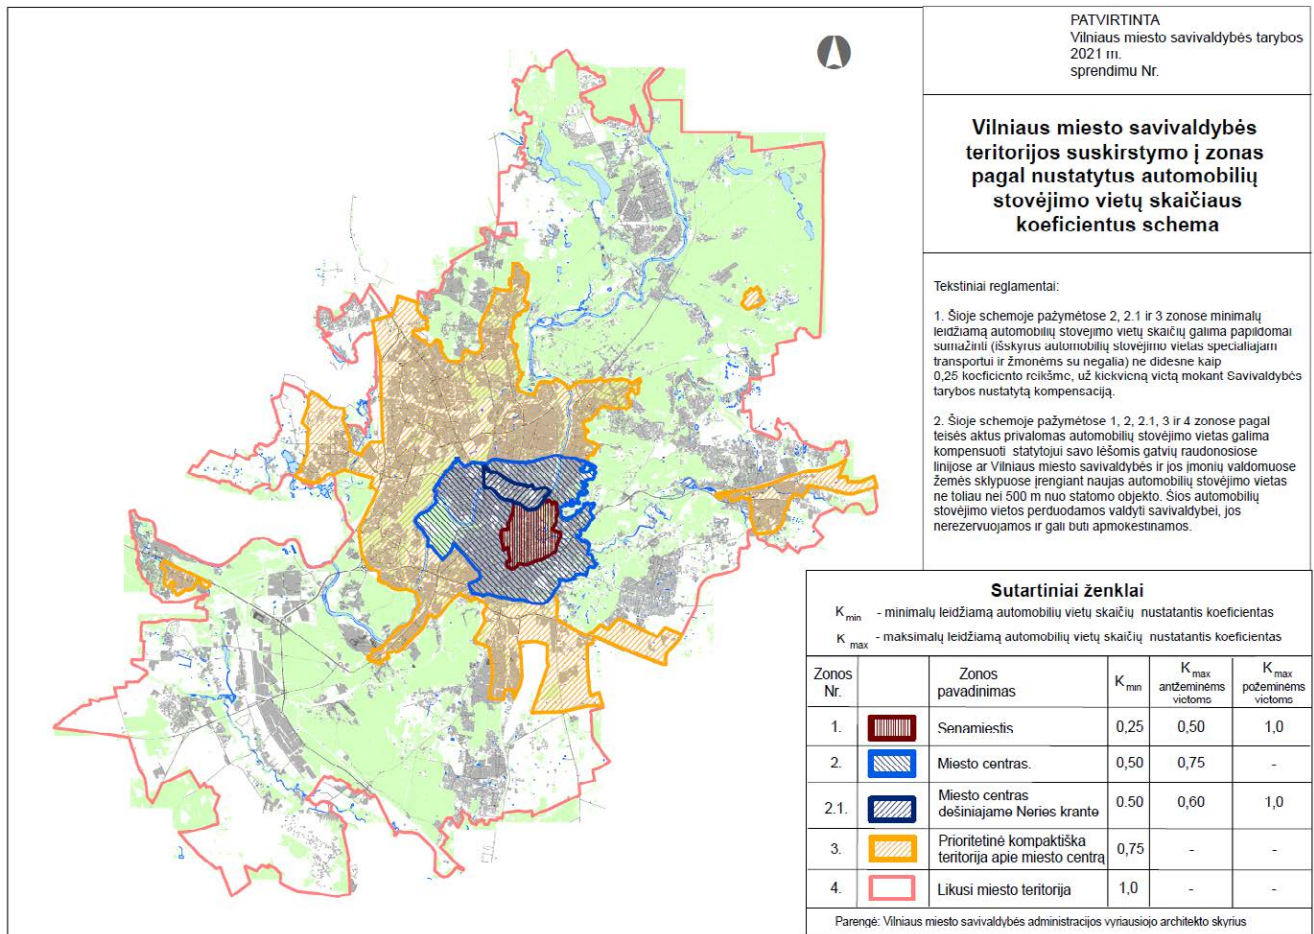 PATVIRTINTA
Vilniaus miesto savivaldybės tarybos
2021 m.
sprendimu Nr.
Vilniaus miesto savivaldybės
teritorijos suskirstymo į zonas
pagal nustatytus automobilių
stovėjimo vietų skaičiaus
koeficientus schema
Tekstiniai reglamentai:
1. Šioje schemoje pažymėtose 2, 2.1 ir 3 zonose minimalų
leidžiamą automobilių stovėjimo vietų skaičių galima papildomai
sumažinti (išskyrus automobilių stovėjimo vietas specialiajam
transportui ir žmonėms su negalia) ne didesne kaip
0,25 koeficiento reikšme, už kiekvieną vietą mokant Savivaldybės
tarybos nustatytą kompensaciją.
2. Šioje schemoje pažymėtose 1, 2, 2.1, 3 ir 4 zonose pagal
teisės aktus privalomas automobilių stovėjimo vietas galima
kompensuoti statytojui savo lėšomis gatvių raudonosiose
linijose ar Vilniaus miesto savivaldybės ir jos įmonių valdomuose
žemės sklypuose įrengiant naujas automobilių stovėjimo vietas
ne toliau nei 500 m nuo statomo objekto. Šios automobilių
stovėjimo vietos perduodamos valdyti savivaldybei, jos
nerezervuojamos ir gali būti apmokestinamos.
Sutartiniai ženklai
K min - minimalų leidžiamą automobilių vietų skaičių nustatantis koeficientas
K max - maksimalų leidžiamą automobilių vietų skaičių nustatantis koeficientas
Zonos Nr. Zonos pavadinimas K min K max antžeminėms vietoms K max požeminėms vietoms
1. Senamiestis 0,25 0,50 1,0
2. Miesto centras. 0,50 0,75 -
2.1. Miesto centras dešiniajame Neries krante 0.50 0,60 1,0
3. Prioritetinė kompaktiška teritorija apie miesto centrą 0,75 - -
4. Likusi miesto teritorija 1,0 - -
Parengė: Vilniaus miesto savivaldybės administracijos vyriausiojo architekto skyrius